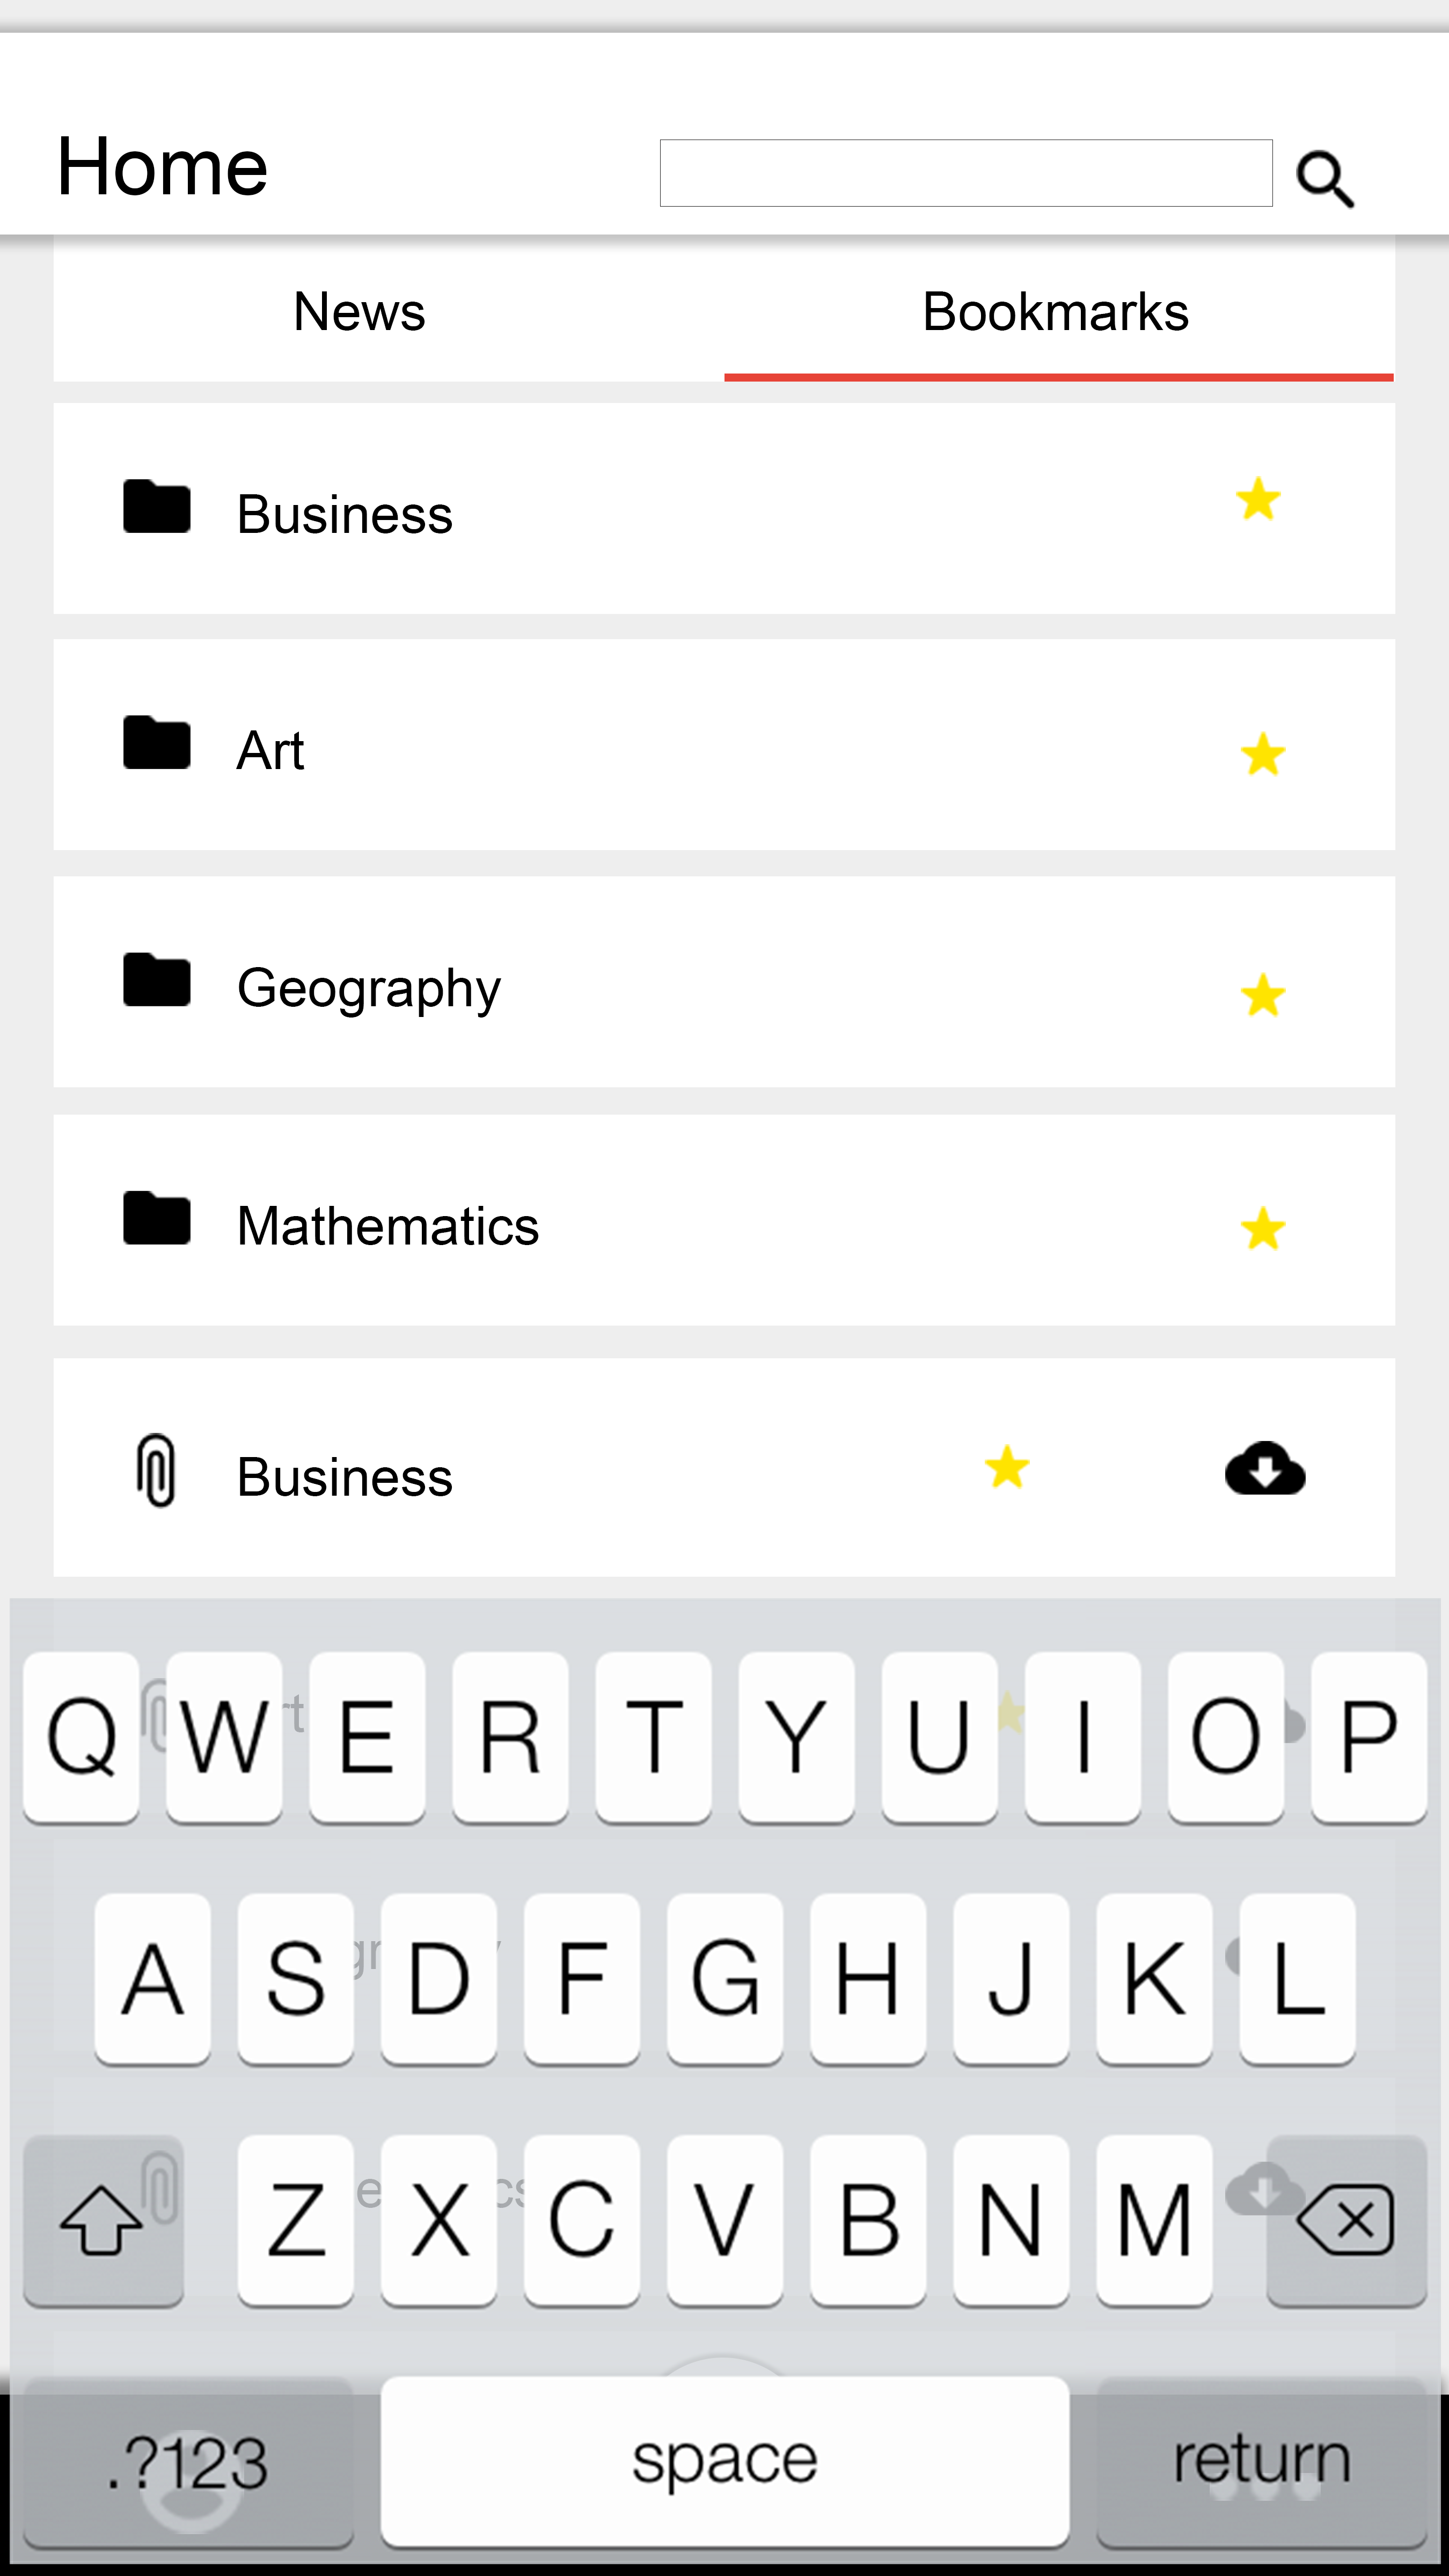 Home
News Bookmarks
Business
Art
Geography
Mathematics
Business
Q W E R T Y U I O P
A S D F G H J K L
Z X C V B N M
.?123 space return